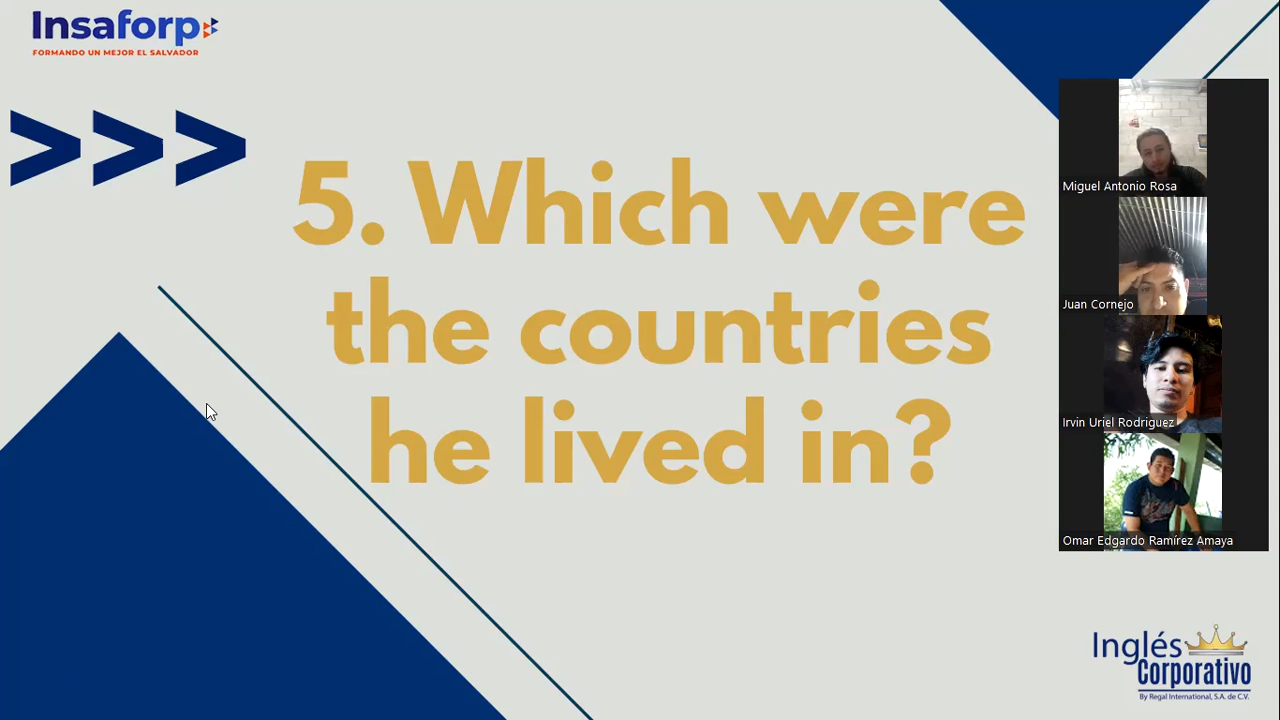 Insaforp
FORMANDO UN MEJOR EL SALVADOR
>>>
5. Which were
the countries
he lived in?
Miguel Antonio Rosa
Juan Cornejo
Irvin Uriel Rodriguez
Omar Edgardo Ramírez Amaya
Inglés
Corporativo
By Regal International, S.A. de C.V.